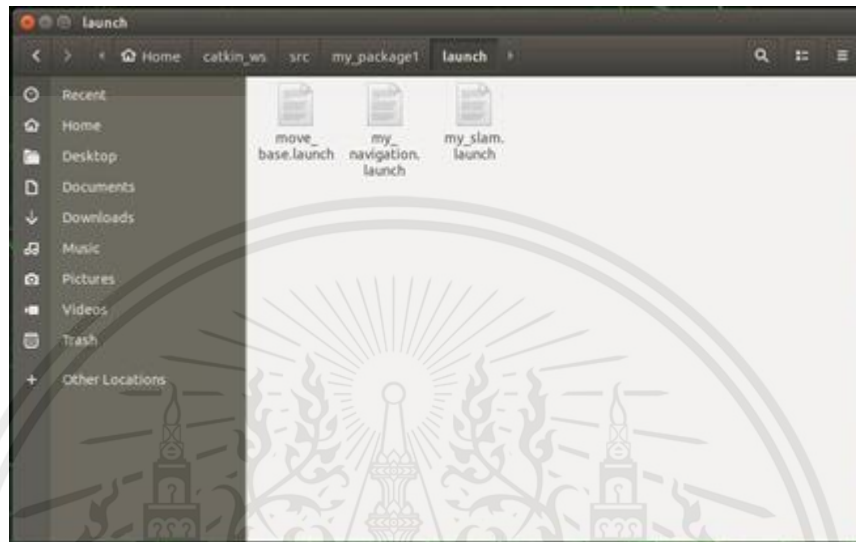 launch
Home catkin_ws src my_package1 launch
Recent
Home
Desktop
Documents
Downloads
Music
Pictures
Videos
Trash
Other Locations
move_
base.launch
my_
navigation.
launch
my_slam.
launch